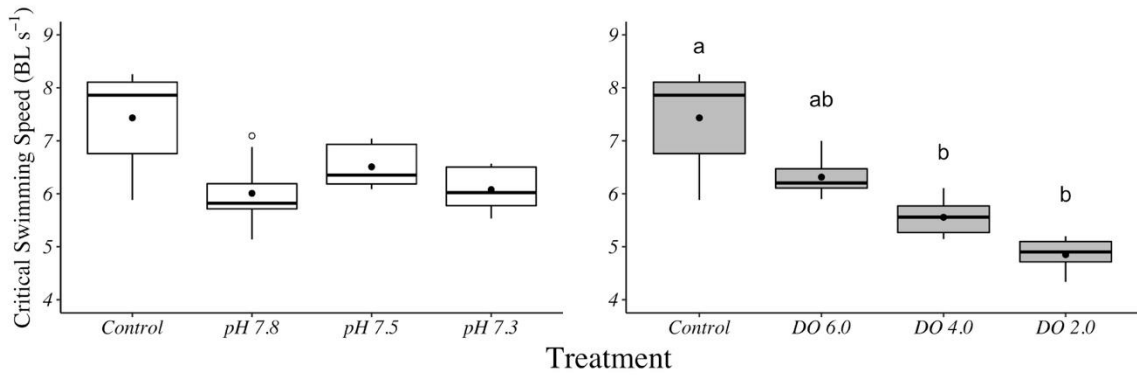 Critical Swimming Speed (BL s⁻¹)
9
8
7
6
5
4
Control pH 7.8 pH 7.5 pH 7.3
9
8
7
6
5
4
a
ab
b
b
Control DO 6.0 DO 4.0 DO 2.0
Treatment